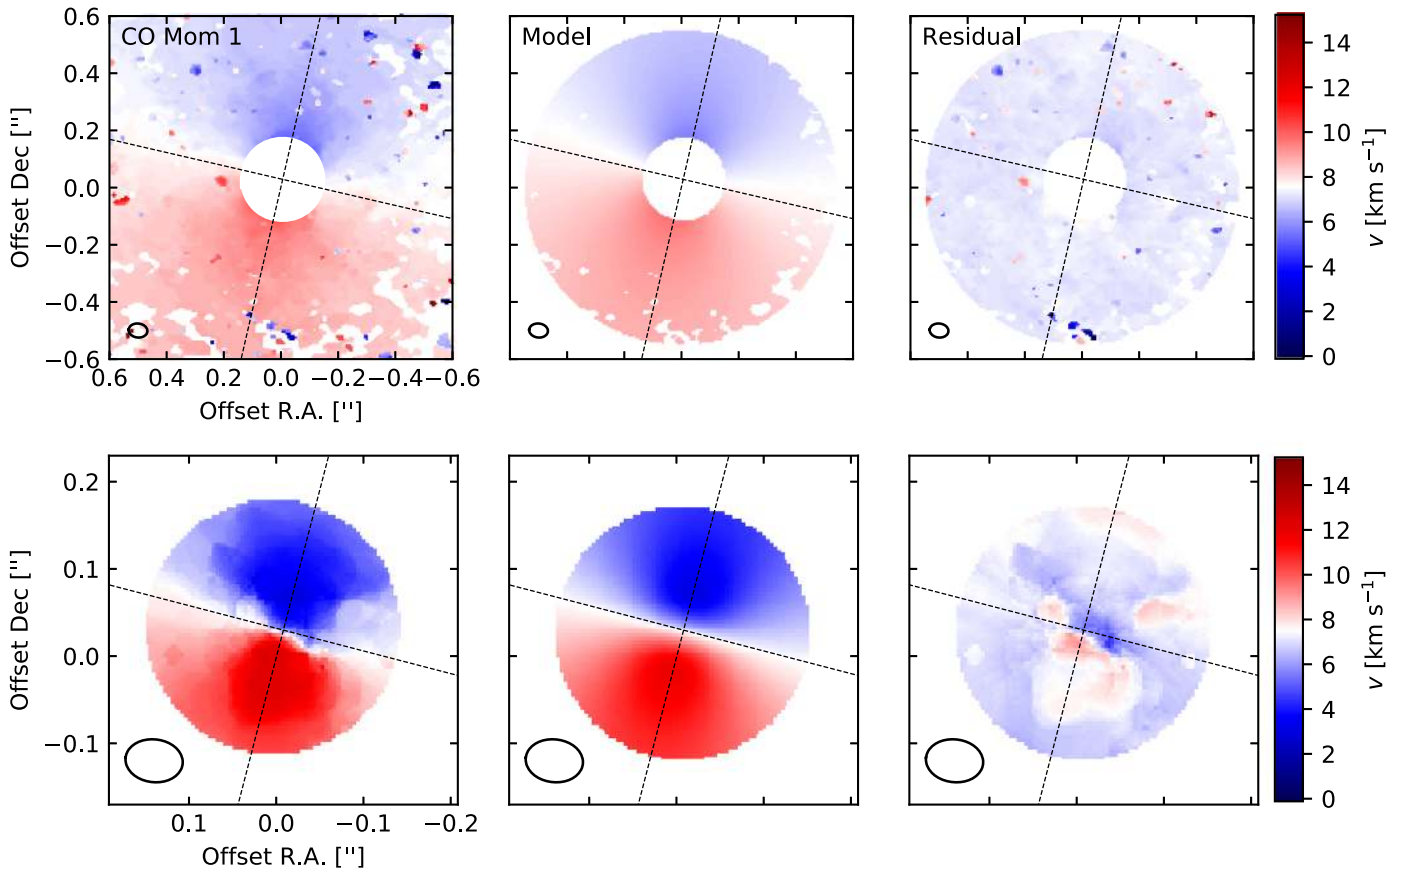 CO Mom 1
Model
Residual
0.6
0.4
0.2
0.0
−0.2
−0.4
−0.6
Offset Dec ["]
0.6 0.4 0.2 0.0 −0.2−0.4−0.6
Offset R.A. ["]
14
12
10
8
6
4
2
0
v [km s⁻¹]
0.2
0.1
0.0
−0.1
Offset Dec ["]
0.1 0.0 −0.1 −0.2
Offset R.A. ["]
14
12
10
8
6
4
2
0
v [km s⁻¹]